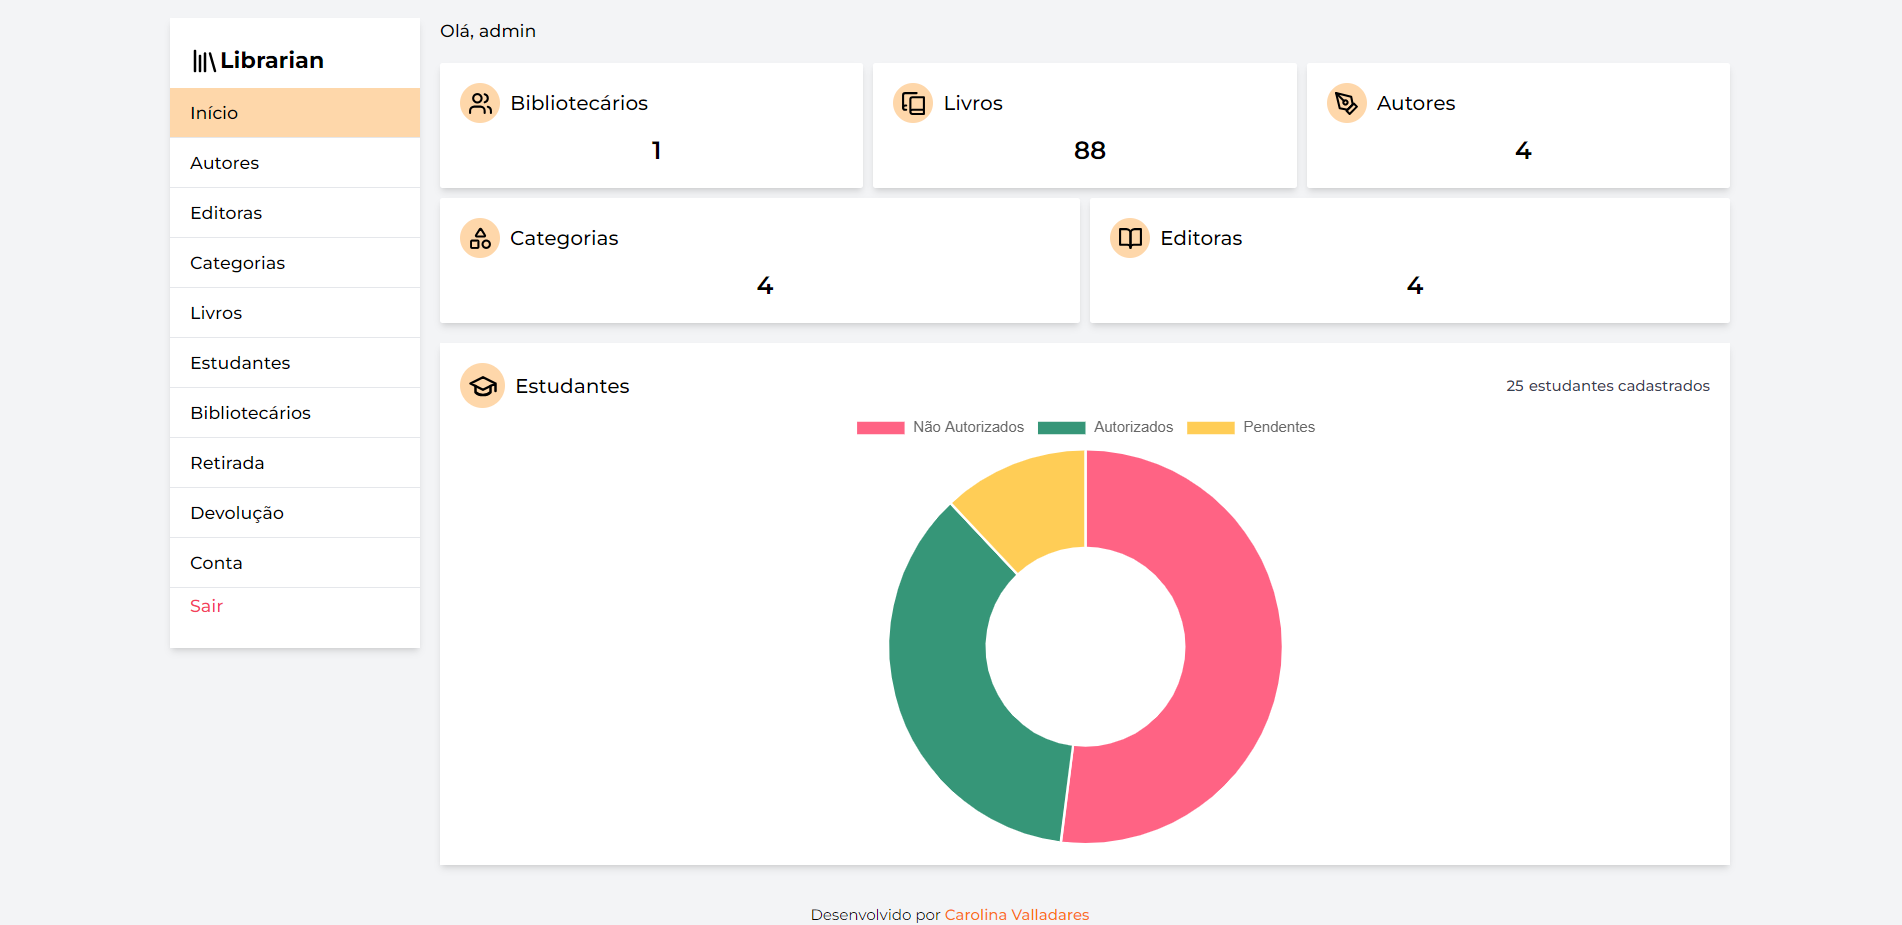 Librarian
Início
Autores
Editoras
Categorias
Livros
Estudantes
Bibliotecários
Retirada
Devolução
Conta
Sair
Olá, admin
Bibliotecários
1
Livros
88
Autores
4
Categorias
4
Editoras
4
Estudantes
25 estudantes cadastrados
Não Autorizados Autorizados Pendentes
Desenvolvido por Carolina Valladares